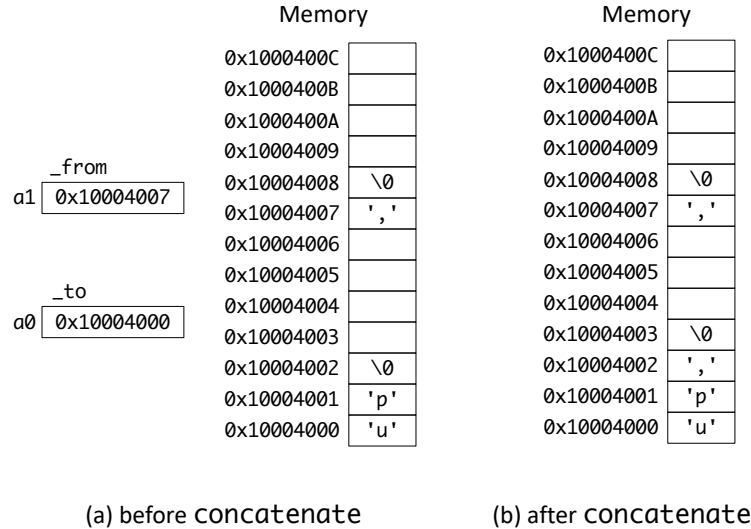 Memory
0x1000400C
0x1000400B
0x1000400A
0x10004009
0x10004008 \0
0x10004007 ','
0x10004006
0x10004005
0x10004004
0x10004003
0x10004002 \0
0x10004001 'p'
0x10004000 'u'
_from
a1 0x10004007
_to
a0 0x10004000
(a) before concatenate
Memory
0x1000400C
0x1000400B
0x1000400A
0x10004009
0x10004008 \0
0x10004007 ','
0x10004006
0x10004005
0x10004004
0x10004003 \0
0x10004002 ','
0x10004001 'p'
0x10004000 'u'
(b) after concatenate